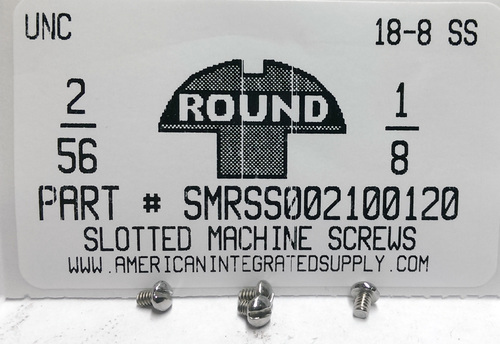 UNC 18-8 SS
ROUND
2
56
1
8
PART # SMRSS002100120
SLOTTED MACHINE SCREWS
WWW.AMERICANINTEGRATEDSUPPLY.COM